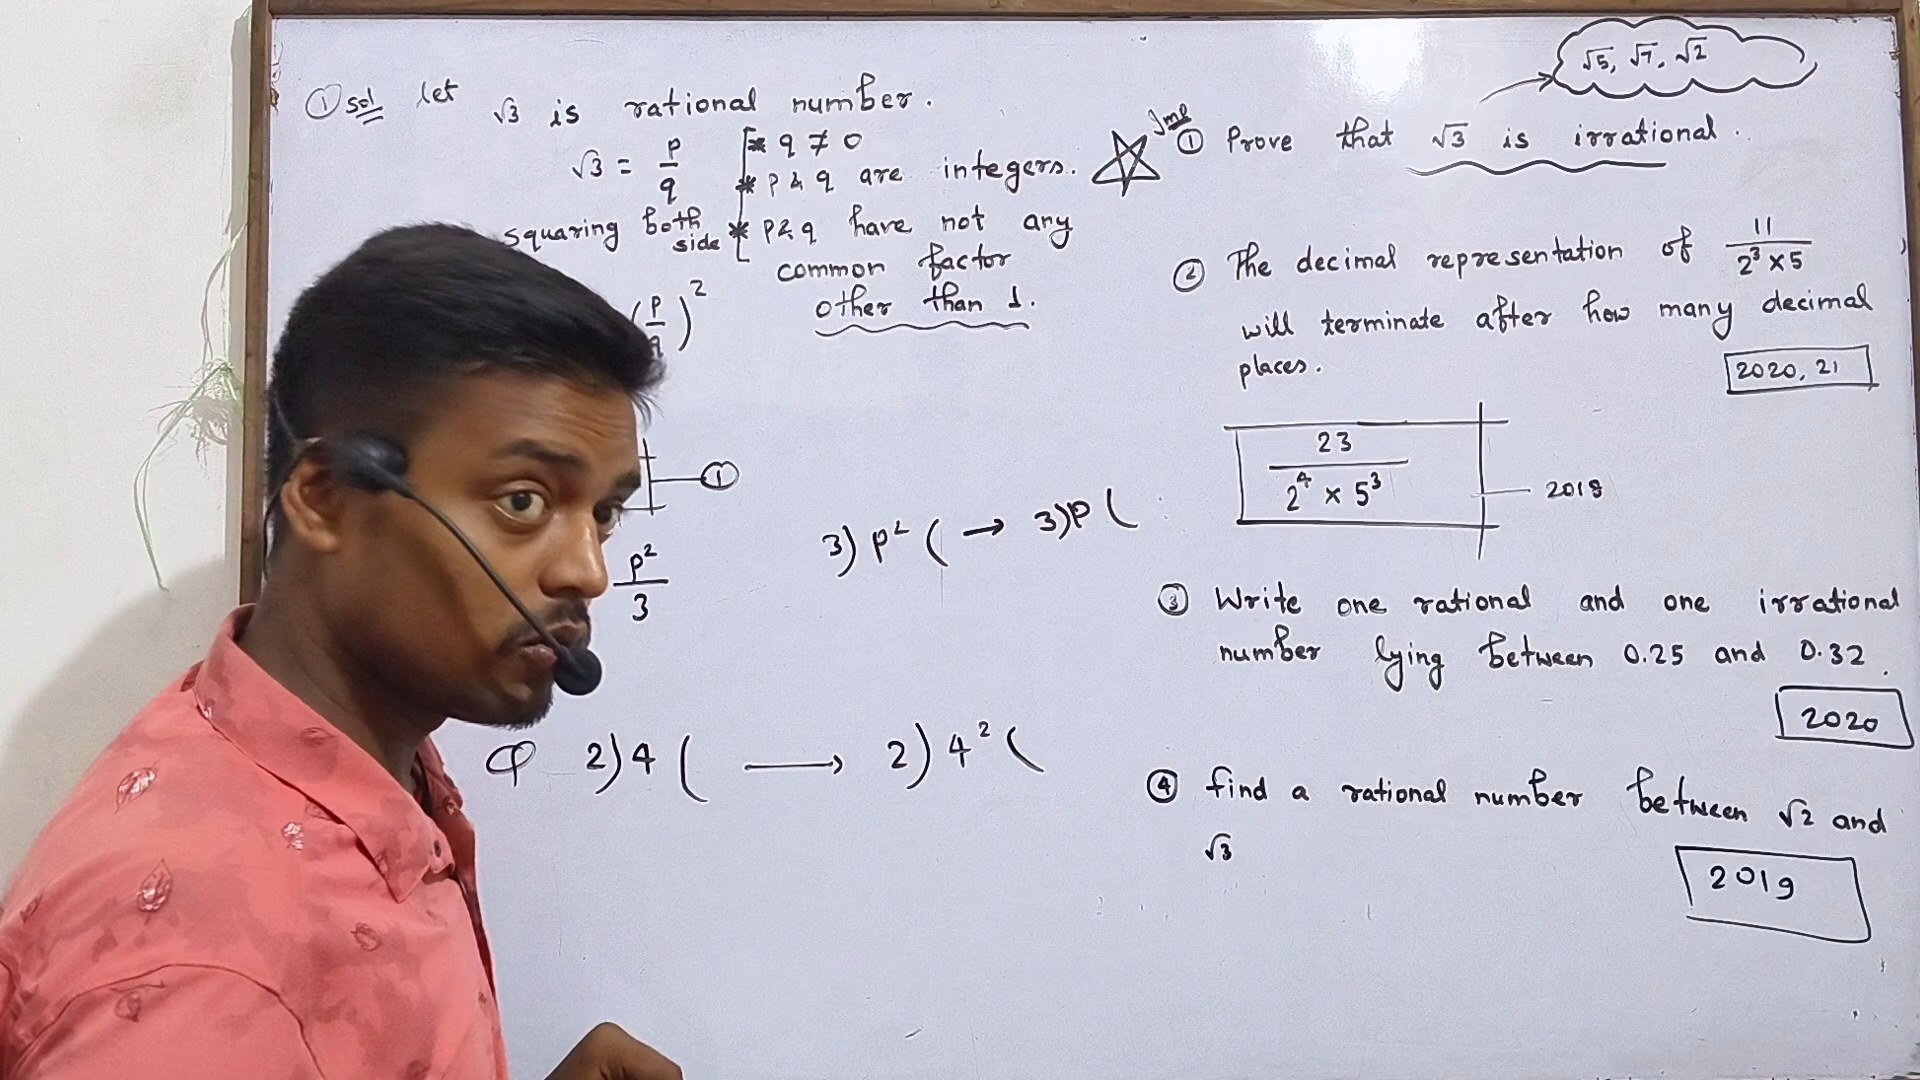 ① sol let √3 is rational number.
√3 = p/q
* q ≠ 0
* p & q are integers.
* p & q have not any
common factor
other than 1.
squaring both
side
(p/q)²
①
p²/3
3) p² ( → 3) p (
2) 4 ( → 2) 4² (
√5, √7, √2
Imp
① Prove that √3 is irrational.
② The decimal representation of 11/2³ × 5
will terminate after how many decimal
places.
2020, 21
23/2⁴ × 5³
2018
③ Write one rational and one irrational
number lying between 0.25 and 0.32.
2020
④ find a rational number between √2 and
√3
2019